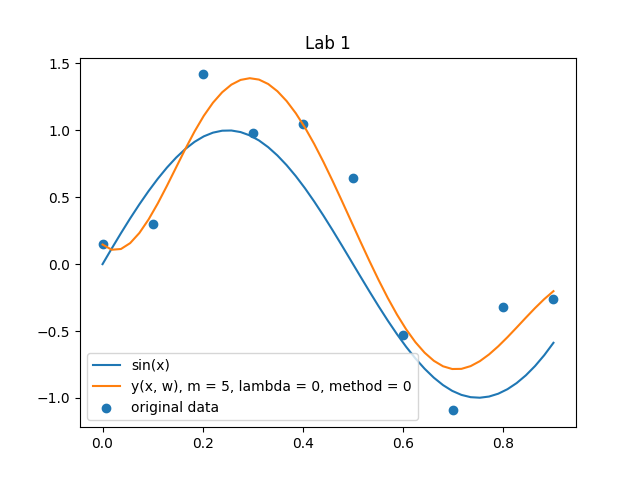 Lab 1
1.5
1.0
0.5
0.0
−0.5
−1.0
sin(x)
y(x, w), m = 5, lambda = 0, method = 0
original data
0.0 0.2 0.4 0.6 0.8